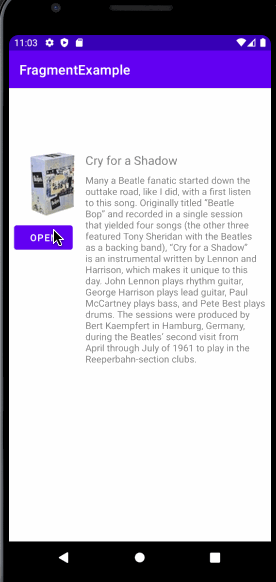 11:03
FragmentExample
Cry for a Shadow
Many a Beatle fanatic started down the
outtake road, like I did, with a first listen
to this song. Originally titled “Beatle
Bop” and recorded in a single session
that yielded four songs (the other three
featured Tony Sheridan with the Beatles
as a backing band), “Cry for a Shadow”
is an instrumental written by Lennon and
Harrison, which makes it unique to this
day. John Lennon plays rhythm guitar,
George Harrison plays lead guitar, Paul
McCartney plays bass, and Pete Best plays
drums. The sessions were produced by
Bert Kaempfert in Hamburg, Germany,
during the Beatles’ second visit from
April through July of 1961 to play in the
Reeperbahn-section clubs.
OPEN